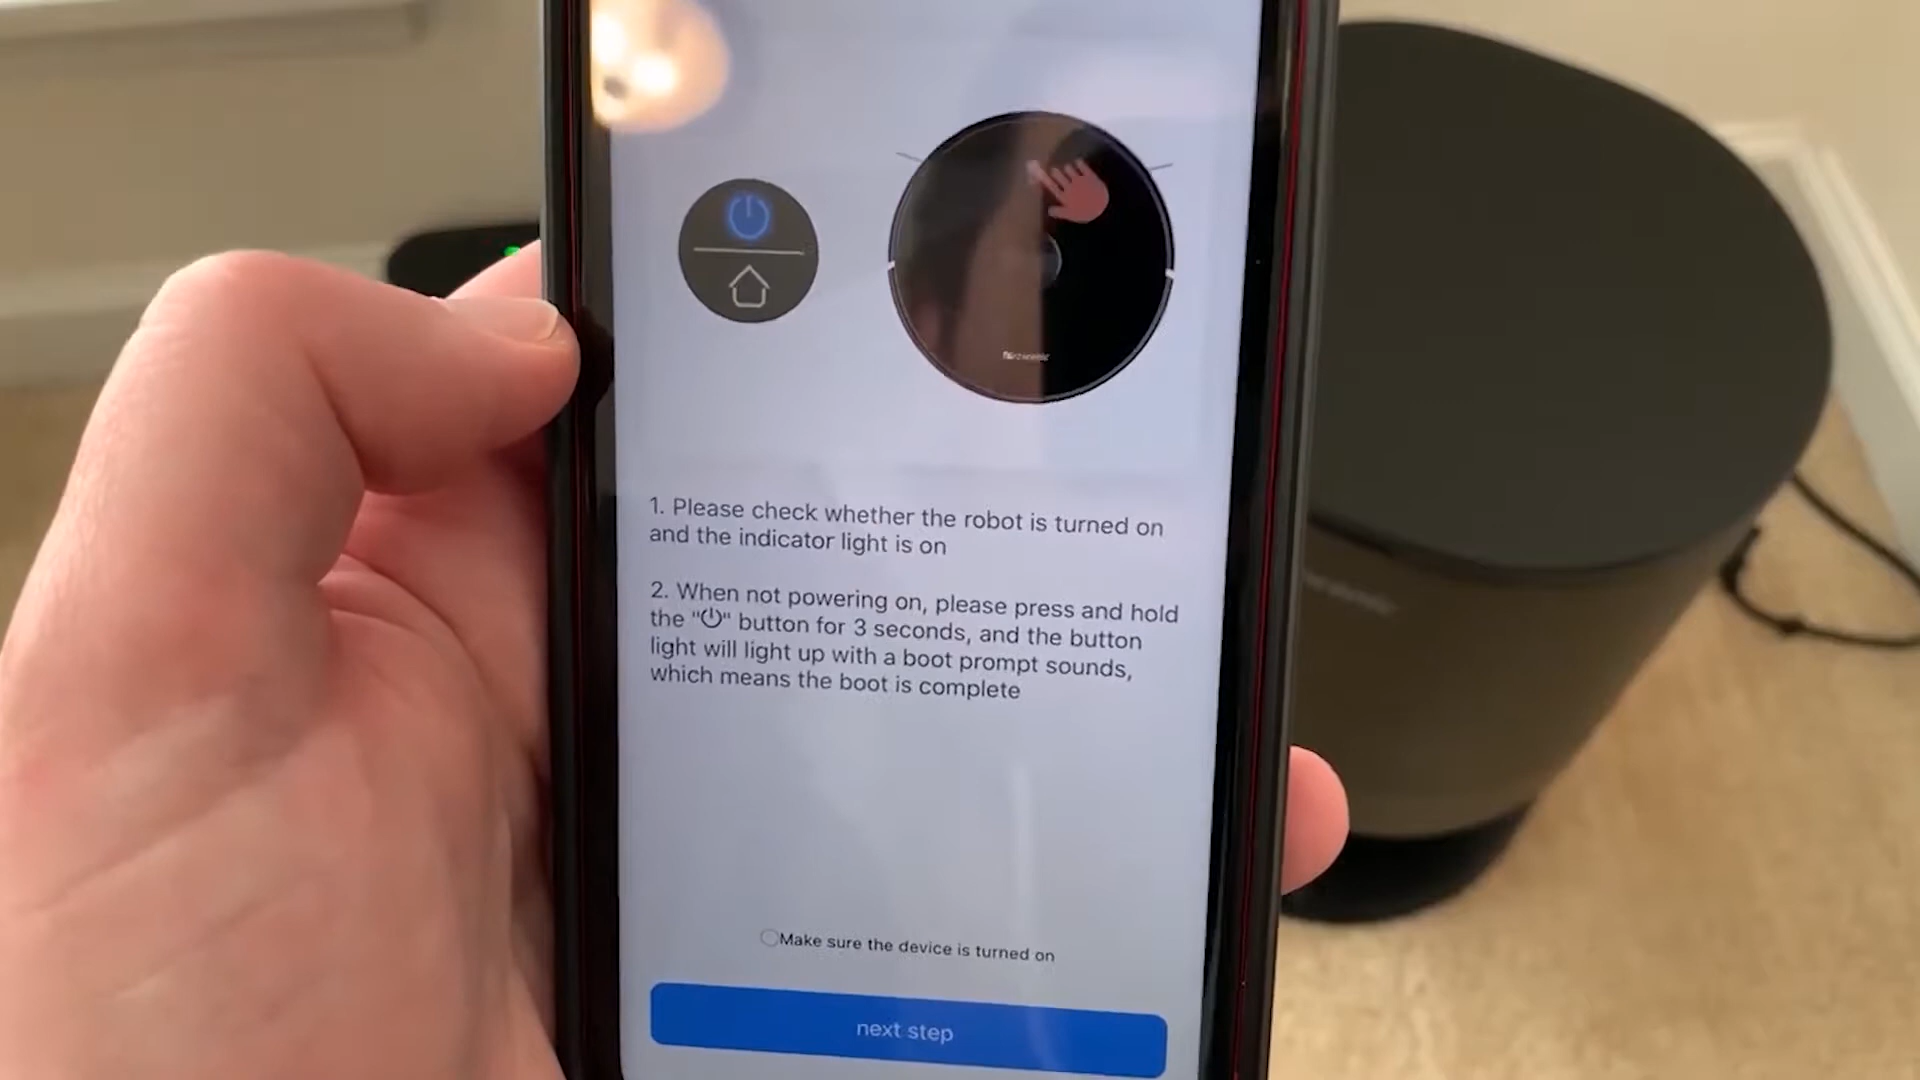 1. Please check whether the robot is turned on
and the indicator light is on
2. When not powering on, please press and hold
the "⏻" button for 3 seconds, and the button
light will light up with a boot prompt sounds,
which means the boot is complete
Make sure the device is turned on
next step